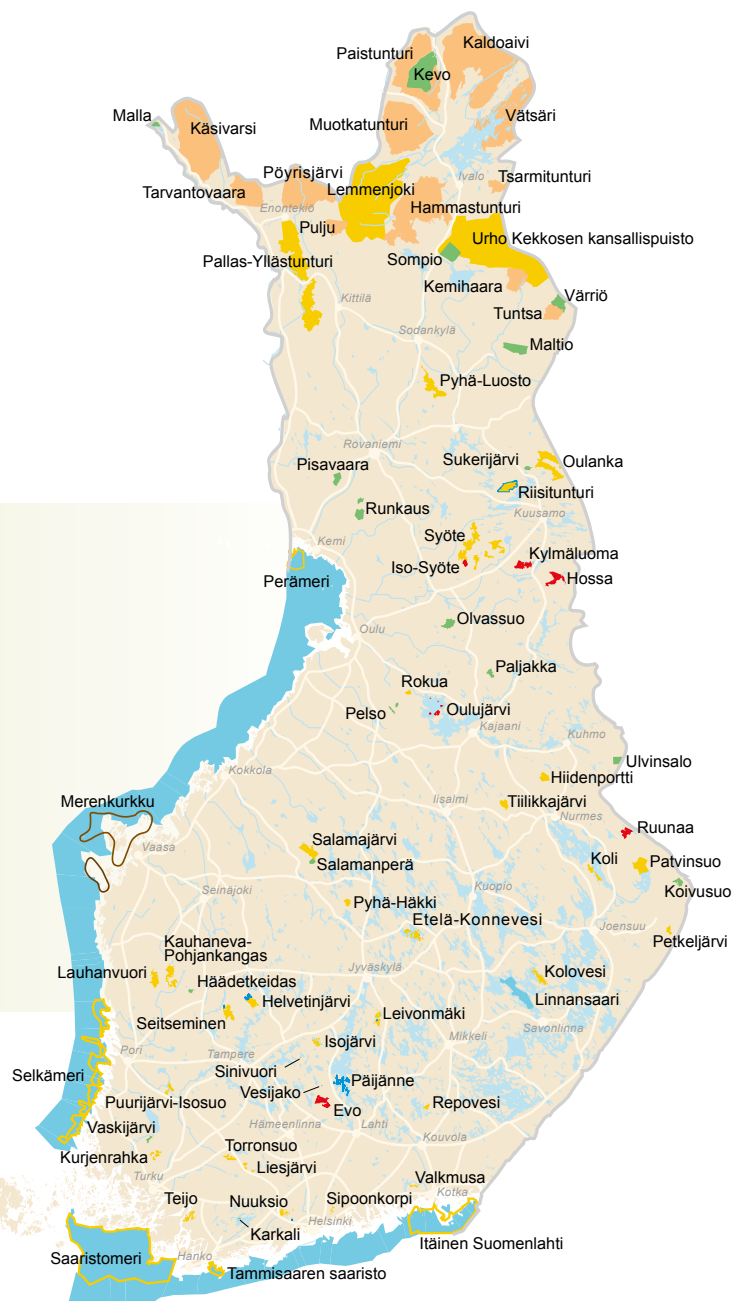 Kaldoaivi
Paistunturi
Kevo
Malla
Käsivarsi
Muotkatunturi
Vätsäri
Pöyrisjärvi
Ivalo
Tsarmitunturi
Tarvantovaara
Lemmenjoki
Enontekiö
Hammastunturi
Pulju
Urho Kekkosen kansallispuisto
Pallas-Yllästunturi
Sompio
Kemihaara
Värriö
Kittilä
Tuntsa
Sodankylä
Maltio
Pyhä-Luosto
Rovaniemi
Pisavaara
Sukerijärvi
Oulanka
Riisitunturi
Runkaus
Kuusamo
Syöte
Kemi
Kylmäluoma
Iso-Syöte
Hossa
Perämeri
Olvassuo
Oulu
Paljakka
Rokua
Pelso
Oulujärvi
Kajaani
Kuhmo
Ulvinsalo
Kokkola
Hiidenportti
Merenkurkku
Iisalmi
Tiilikkajärvi
Nurmes
Ruunaa
Vaasa
Salamajärvi
Salamanperä
Koli
Patvinsuo
Seinäjoki
Kuopio
Koivusuo
Pyhä-Häkki
Etelä-Konnevesi
Joensuu
Petkeljärvi
Kauhaneva-
Pohjankangas
Lauhanvuori
Jyväskylä
Häädetkeidas
Kolovesi
Helvetinjärvi
Linnansaari
Seitseminen
Leivonmäki
Savonlinna
Mikkeli
Isojärvi
Pori
Tampere
Sinivuori
Selkämeri
Päijänne
Vesijako
Puurijärvi-Isosuo
Evo
Repovesi
Vaskijärvi
Hämeenlinna
Lahti
Kouvola
Kurjenrahka
Torronsuo
Liesjärvi
Turku
Valkmusa
Kotka
Teijo
Nuuksio
Sipoonkorpi
Helsinki
Karkali
Itäinen Suomenlahti
Saaristomeri
Hanko
Tammisaaren saaristo